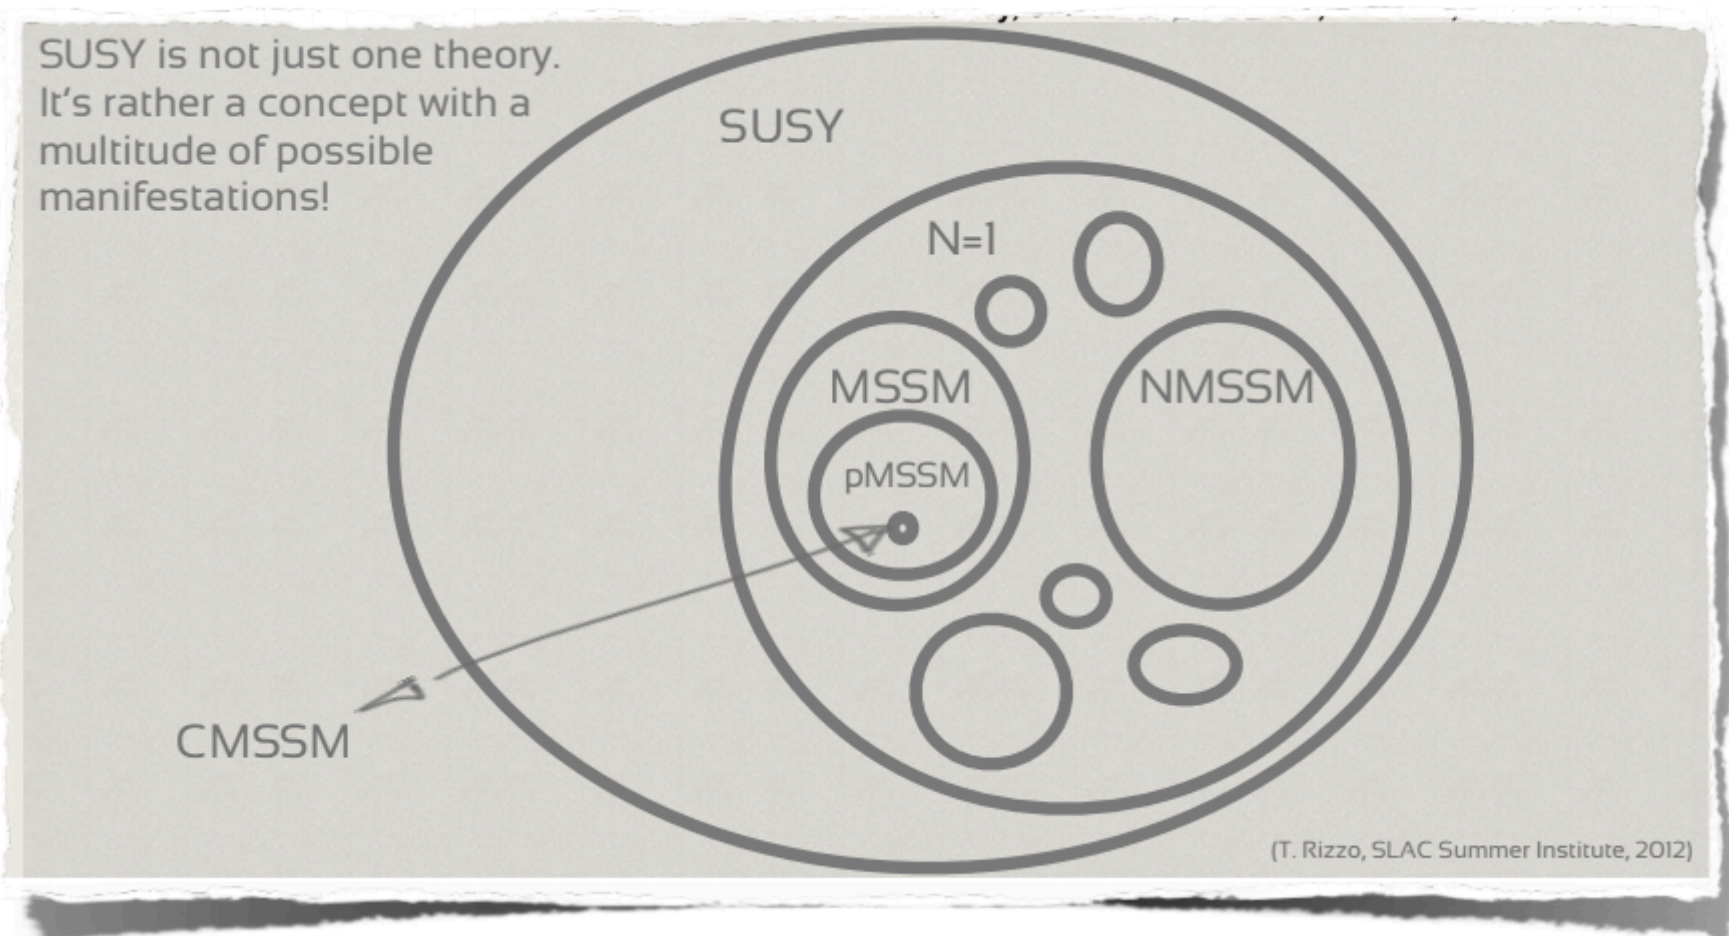 SUSY is not just one theory.
It's rather a concept with a
multitude of possible
manifestations!
SUSY
N=1
MSSM
NMSSM
pMSSM
CMSSM
(T. Rizzo, SLAC Summer Institute, 2012)